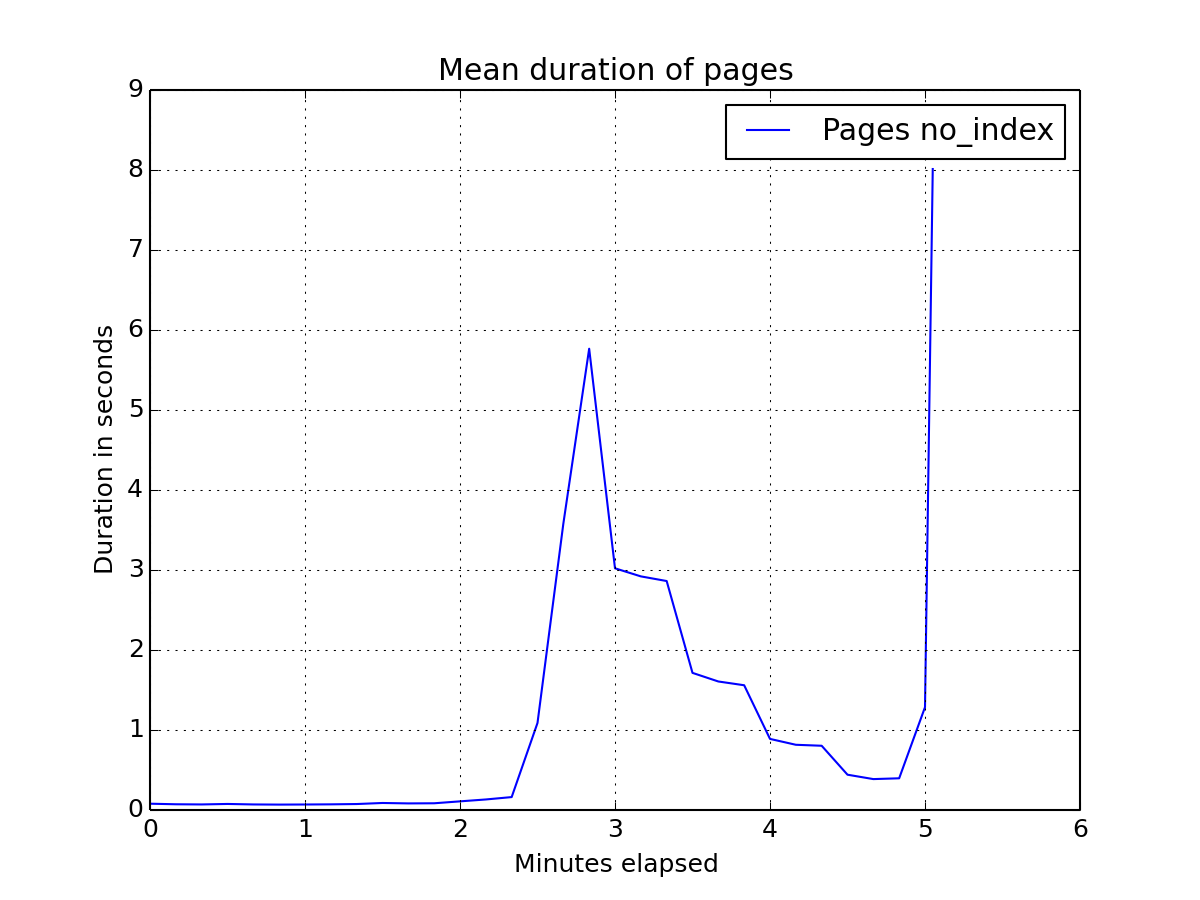 Mean duration of pages
Pages no_index
9
8
7
6
5
4
3
2
1
0
Duration in seconds
0 1 2 3 4 5 6
Minutes elapsed